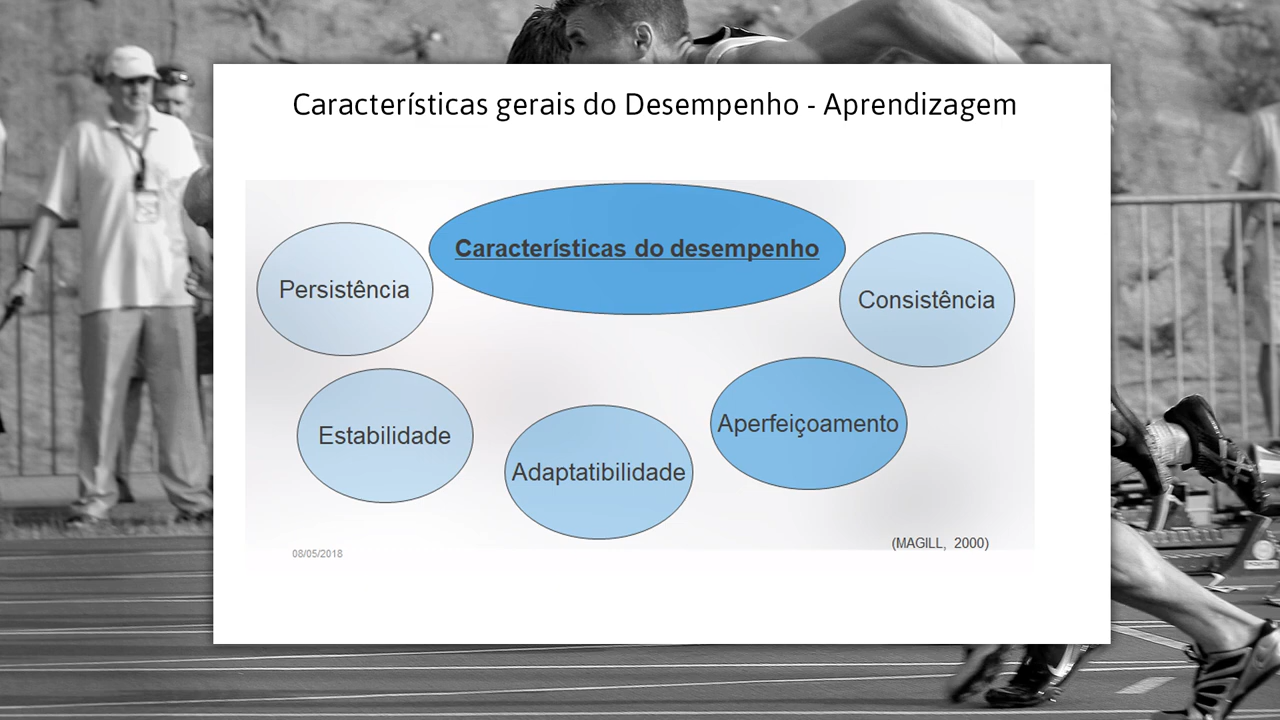 Características gerais do Desempenho - Aprendizagem
Características do desempenho
Persistência
Consistência
Estabilidade
Adaptatibilidade
Aperfeiçoamento
(MAGILL, 2000)
08/05/2018